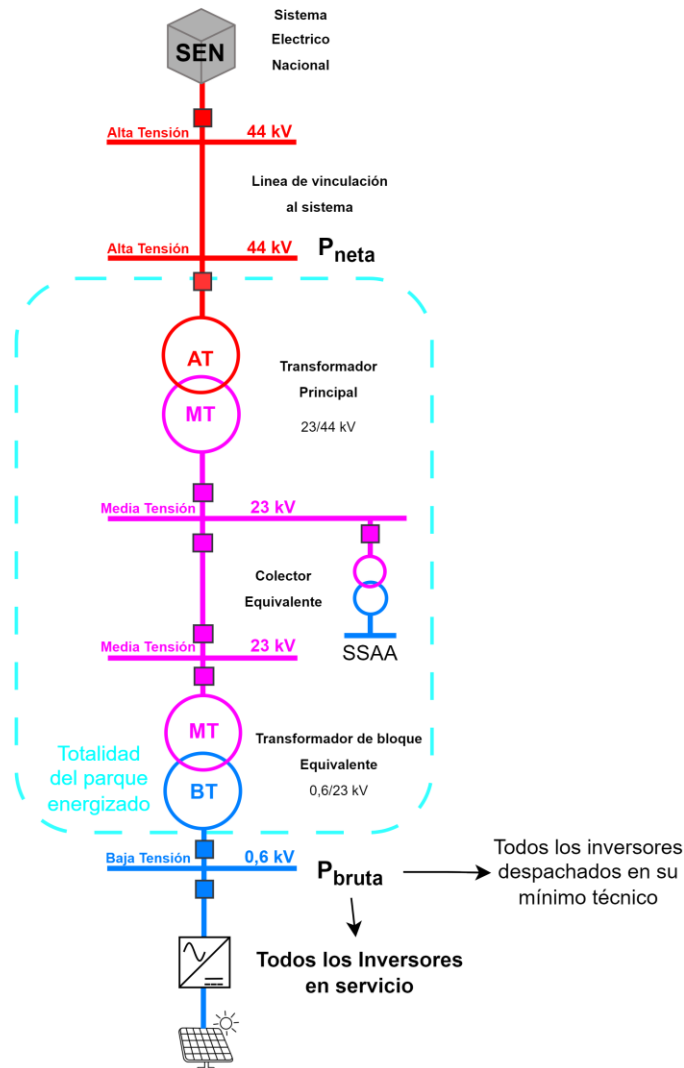 SEN
Sistema
Electrico
Nacional
Alta Tensión 44 kV
Linea de vinculación
al sistema
Alta Tensión 44 kV
Pneta
AT
MT
Transformador
Principal
23/44 kV
Media Tensión 23 kV
Colector
Equivalente
SSAA
Media Tensión 23 kV
MT
BT
Transformador de bloque
Equivalente
0,6/23 kV
Totalidad
del parque
energizado
Baja Tensión 0,6 kV
Pbruta
Todos los inversores
despachados en su
mínimo técnico
Todos los Inversores
en servicio